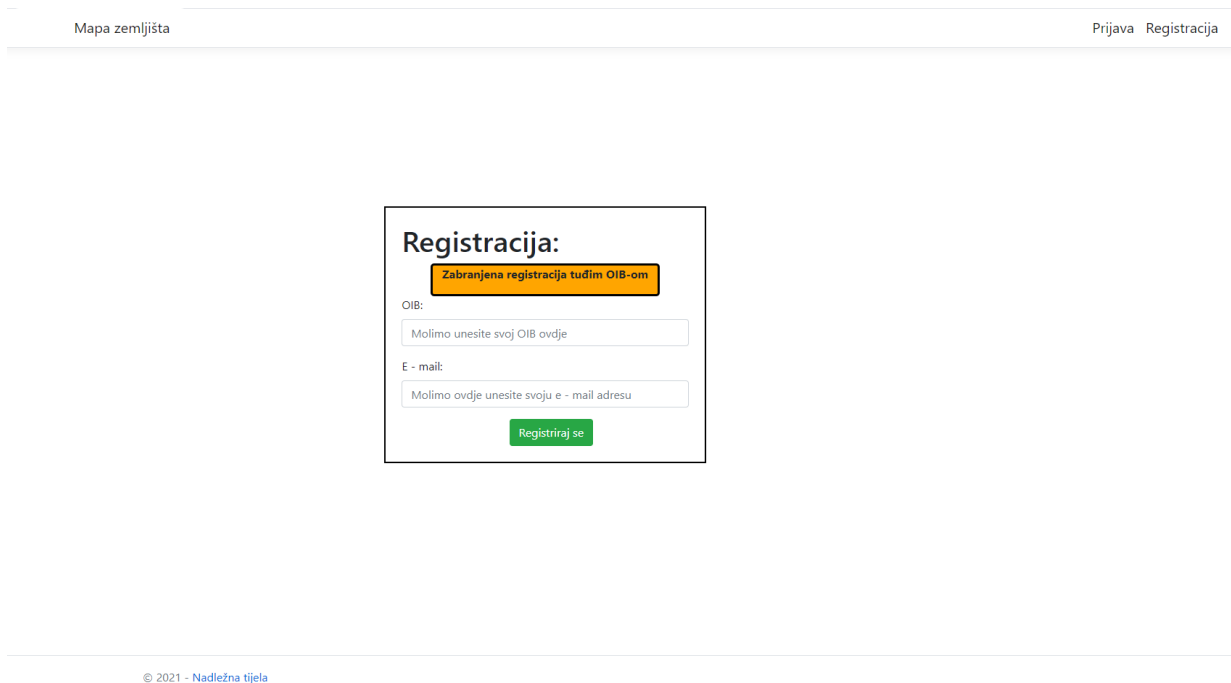 Mapa zemljišta
Prijava Registracija
Registracija:
Zabranjena registracija tuđim OIB-om
OIB:
Molimo unesite svoj OIB ovdje
E - mail:
Molimo ovdje unesite svoju e - mail adresu
Registriraj se
© 2021 - Nadležna tijela